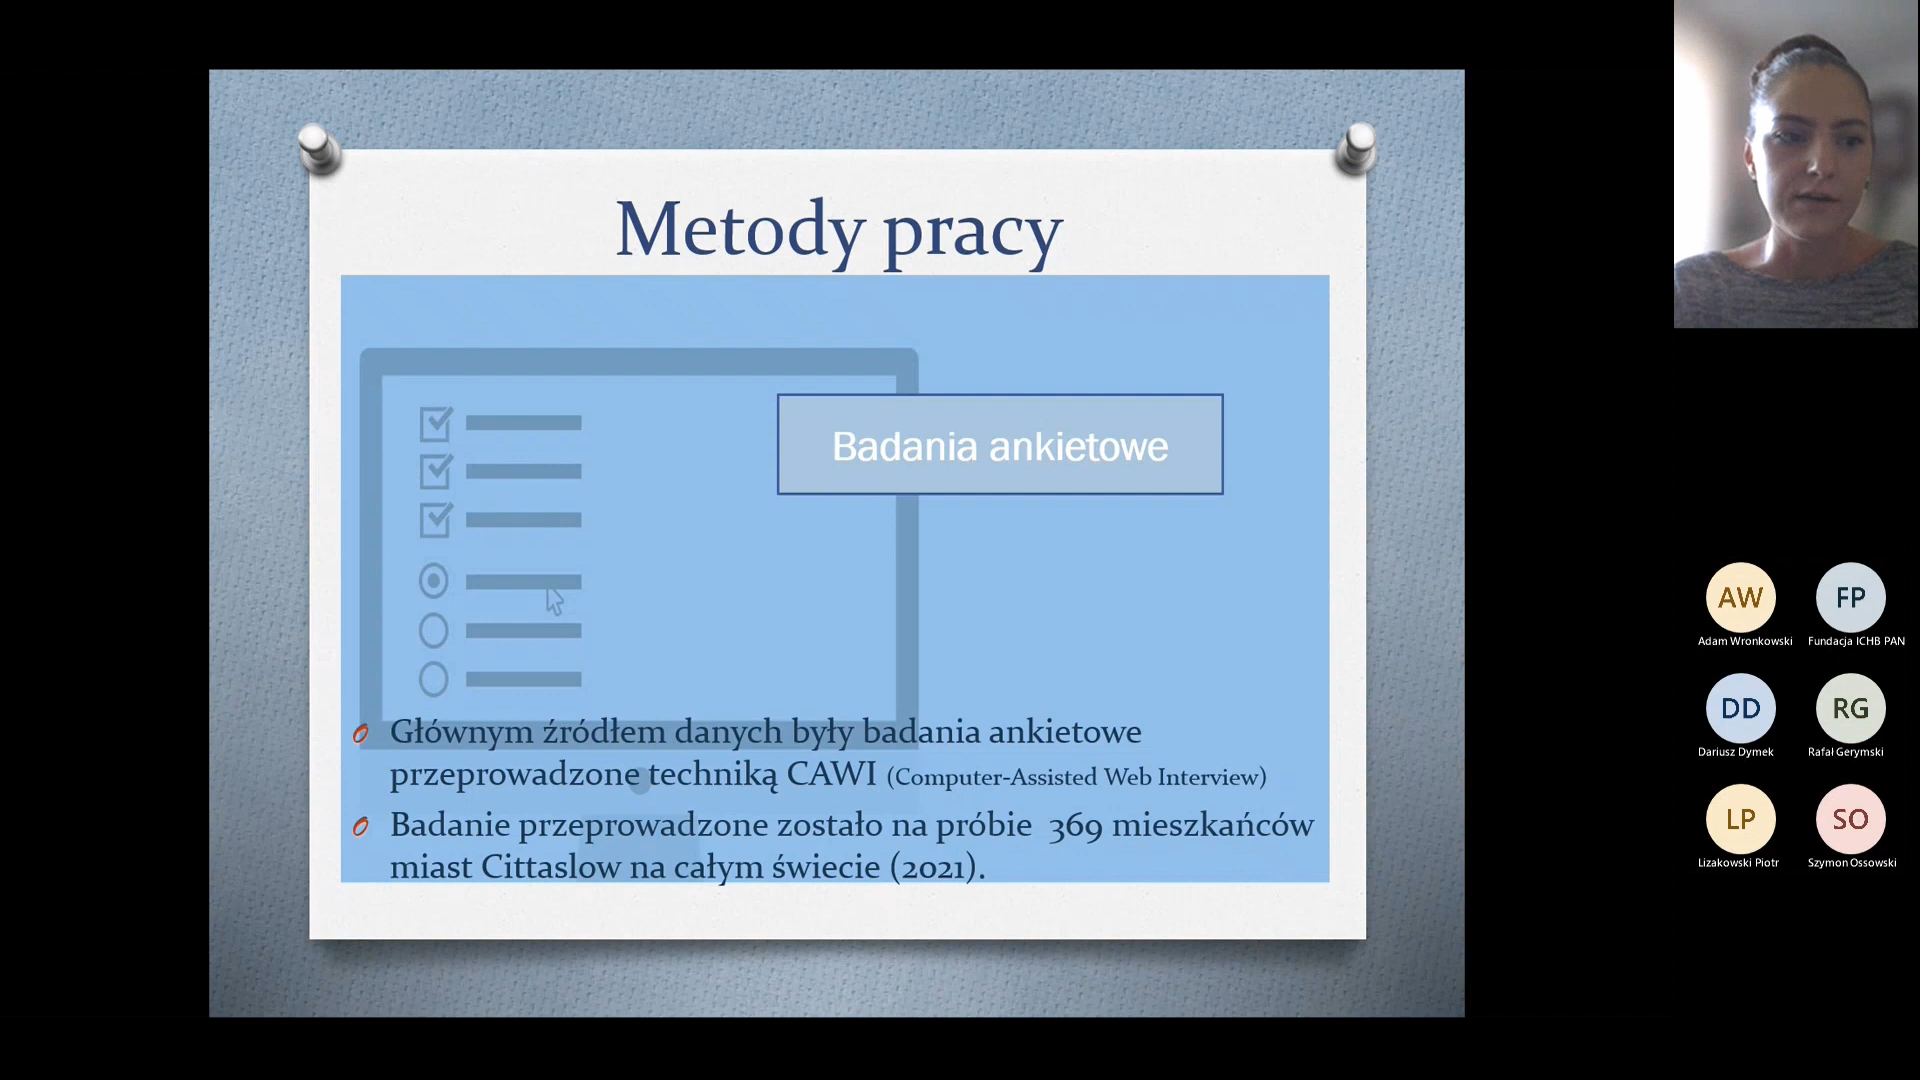 Metody pracy
Badania ankietowe
Głównym źródłem danych były badania ankietowe
przeprowadzone techniką CAWI (Computer-Assisted Web Interview)
Badanie przeprowadzone zostało na próbie 369 mieszkańców
miast Cittaslow na całym świecie (2021).
AW
Adam Wronkowski
FP
Fundacja ICHB PAN
DD
Dariusz Dymek
RG
Rafał Gerymski
LP
Lizakowski Piotr
SO
Szymon Ossowski